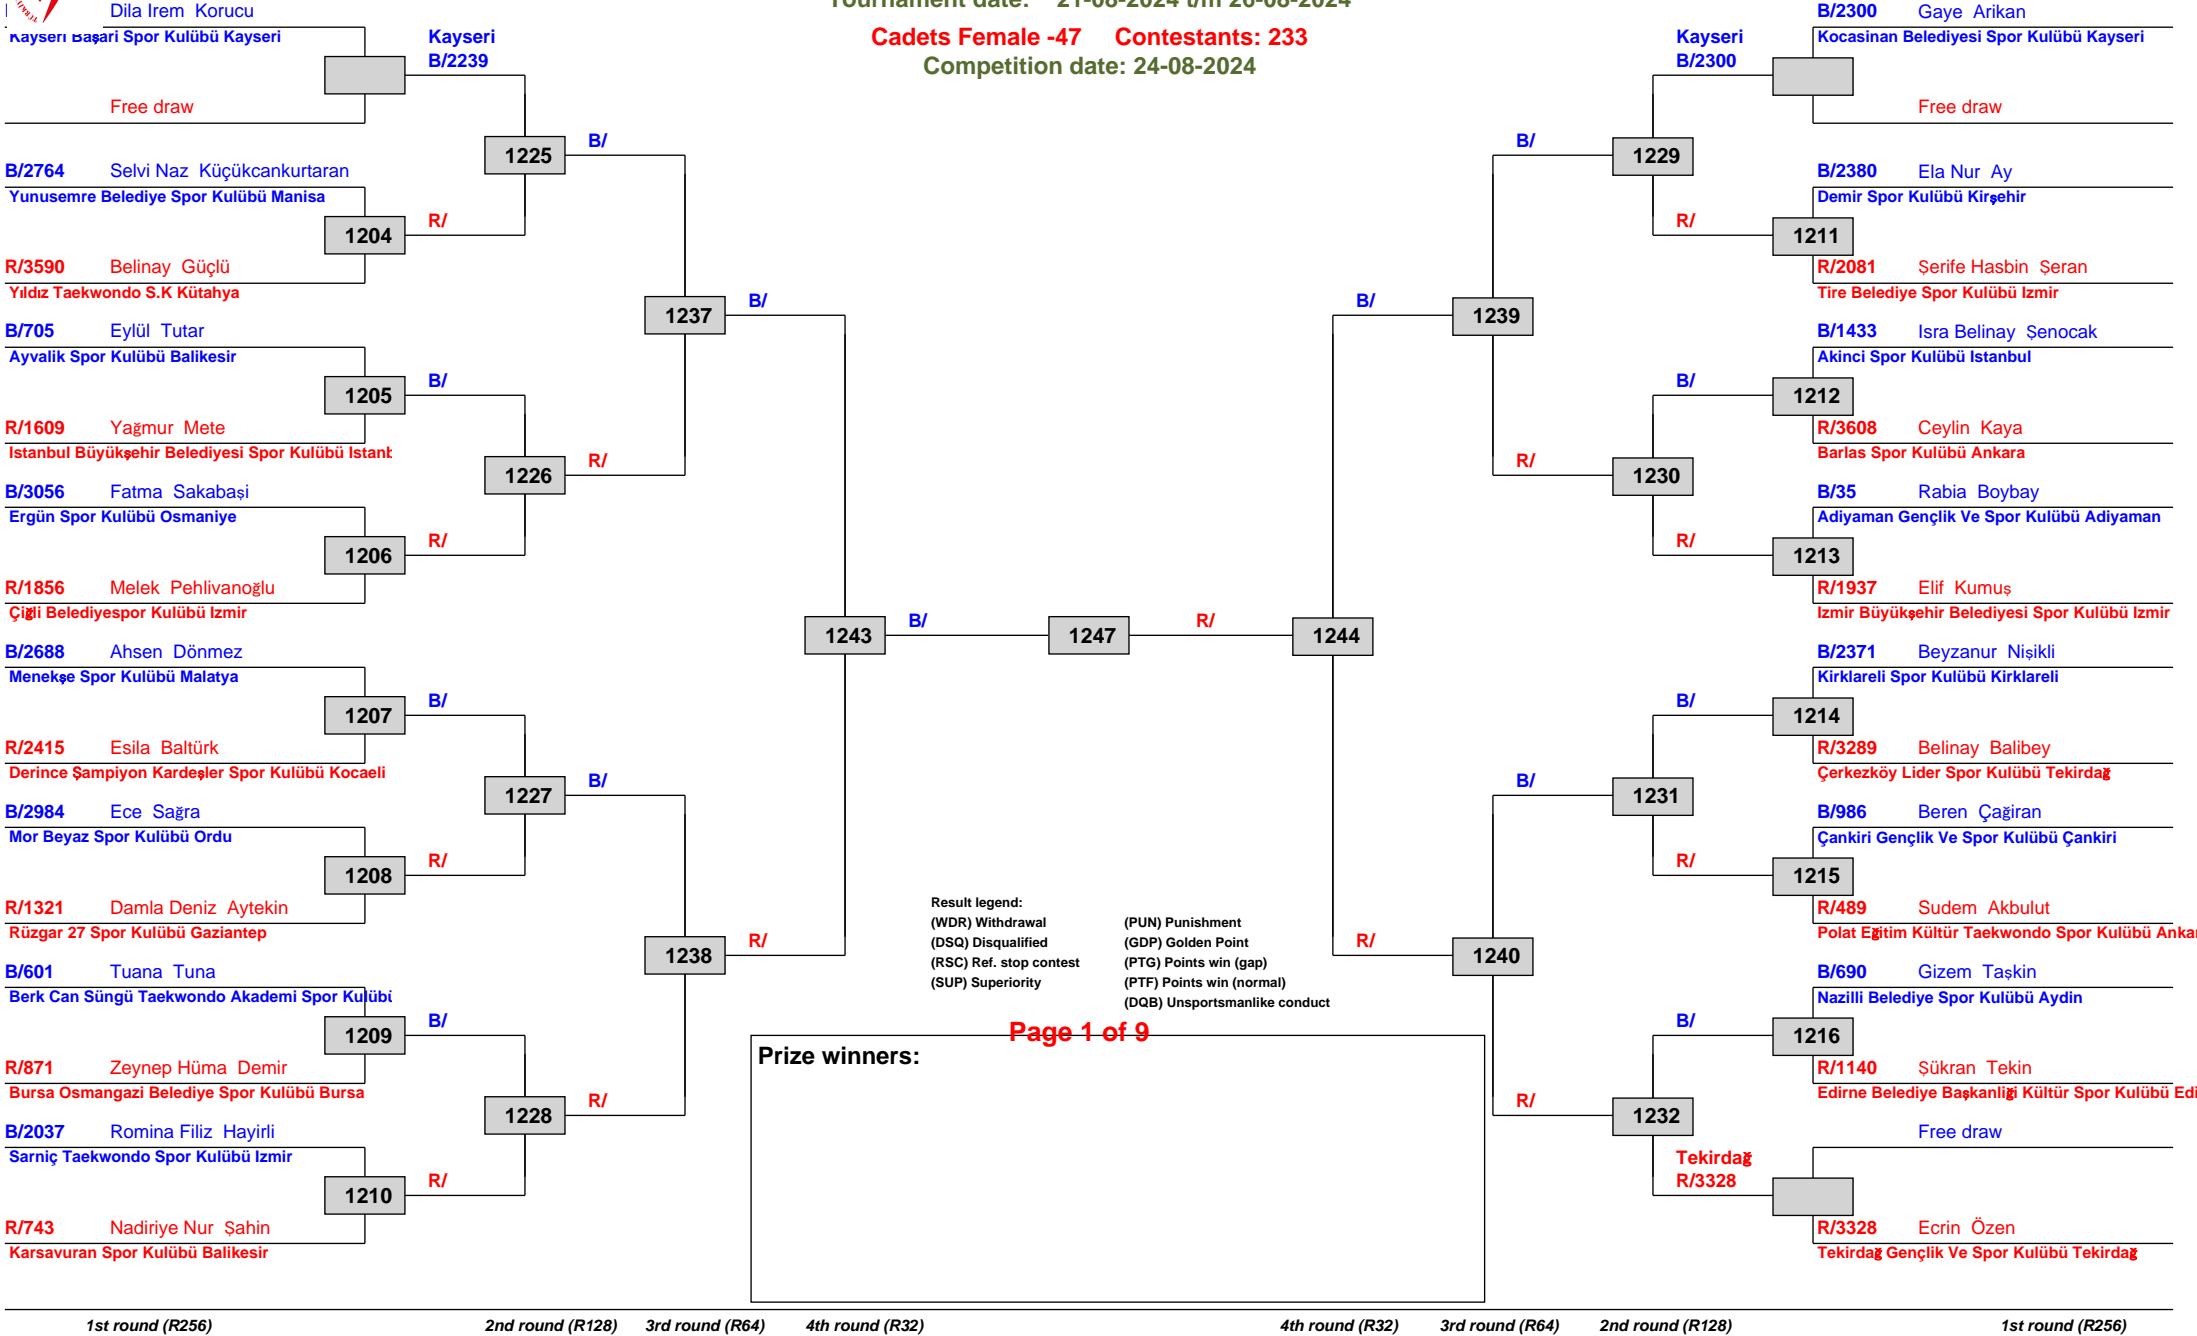 Tournament date: 21-08-2024 t/m 26-08-2024
Cadets Female -47 Contestants: 233
Competition date: 24-08-2024
Dila Irem Korucu
Kayseri Başari Spor Kulübü Kayseri
Free draw
B/2764 Selvi Naz Küçükcankurtaran
Yunusemre Belediye Spor Kulübü Manisa
1204
R/3590 Belinay Güçlü
Yıldız Taekwondo S.K Kütahya
B/705 Eylül Tutar
Ayvalik Spor Kulübü Balikesir
1205
R/1609 Yağmur Mete
Istanbul Büyükşehir Belediyesi Spor Kulübü
B/3056 Fatma Sakabaşi
Ergün Spor Kulübü Osmaniye
1206
R/1856 Melek Pehlivanoğlu
Çiğli Belediyespor Kulübü Izmir
B/2688 Ahsen Dönmez
Menekşe Spor Kulübü Malatya
1207
R/2415 Esila Baltürk
Derince Şampiyon Kardeşler Spor Kulübü Kocaeli
B/2984 Ece Sağra
Mor Beyaz Spor Kulübü Ordu
1208
R/1321 Damla Deniz Aytekin
Rüzgar 27 Spor Kulübü Gaziantep
B/601 Tuana Tuna
Berk Can Süngü Taekwondo Akademi Spor Kulübü
1209
R/871 Zeynep Hüma Demir
Bursa Osmangazi Belediye Spor Kulübü Bursa
B/2037 Romina Filiz Hayirli
Sarniç Taekwondo Spor Kulübü Izmir
1210
R/743 Nadiriye Nur Şahin
Karsavuran Spor Kulübü Balikesir
Kayseri
B/2239
1225
R/
B/
1226
R/
B/
1227
R/
B/
1228
R/
B/
1237
R/
B/
1238
R/
B/
1243
R/
B/
1247
R/
1244
B/
R/
1239
B/
R/
1240
B/
R/
1229
Kayseri
B/2300
R/
1230
B/
R/
1231
B/
R/
1232
B/
Tekirdağ
R/3328
B/2300 Gaye Arikan
Kocasinan Belediyesi Spor Kulübü Kayseri
Free draw
B/2380 Ela Nur Ay
Demir Spor Kulübü Kirşehir
1211
R/2081 Şerife Hasbin Şeran
Tire Belediye Spor Kulübü Izmir
B/1433 Isra Belinay Şenocak
Akinci Spor Kulübü Istanbul
1212
R/3608 Ceylin Kaya
Barlas Spor Kulübü Ankara
B/35 Rabia Boybay
Adiyaman Gençlik Ve Spor Kulübü Adiyaman
1213
R/1937 Elif Kumuş
Izmir Büyükşehir Belediyesi Spor Kulübü Izmir
B/2371 Beyzanur Nişikli
Kirklareli Spor Kulübü Kirklareli
1214
R/3289 Belinay Balibey
Çerkezköy Lider Spor Kulübü Tekirdağ
B/986 Beren Çağiran
Çankiri Gençlik Ve Spor Kulübü Çankiri
1215
R/489 Sudem Akbulut
Polat Eğitim Kültür Taekwondo Spor Kulübü
B/690 Gizem Taşkin
Nazilli Belediye Spor Kulübü Aydin
1216
R/1140 Şükran Tekin
Edirne Belediye Başkanliği Kültür Spor Kulübü
Free draw
R/3328 Ecrin Özen
Tekirdağ Gençlik Ve Spor Kulübü Tekirdağ
Result legend:
(WDR) Withdrawal (PUN) Punishment
(DSQ) Disqualified (GDP) Golden Point
(RSC) Ref. stop contest (PTG) Points win (gap)
(SUP) Superiority (PTF) Points win (normal)
(DQB) Unsportsmanlike conduct
Page 1 of 9
Prize winners:
1st round (R256) 2nd round (R128) 3rd round (R64) 4th round (R32) 4th round (R32) 3rd round (R64) 2nd round (R128) 1st round (R256)